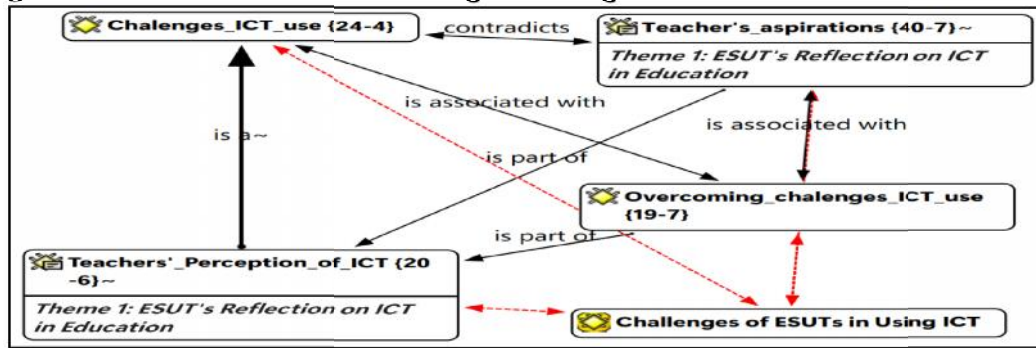 Chalenges_ICT_use {24-4}
contradicts
Teacher's_aspirations {40-7}~
Theme 1: ESUT's Reflection on ICT
in Education
is associated with
is associated with
is a~
is part of
Overcoming_chalenges_ICT_use
{19-7}
is part of
Teachers'_Perception_of_ICT {20
-6}~
Theme 1: ESUT's Reflection on ICT
in Education
Challenges of ESUTs in Using ICT